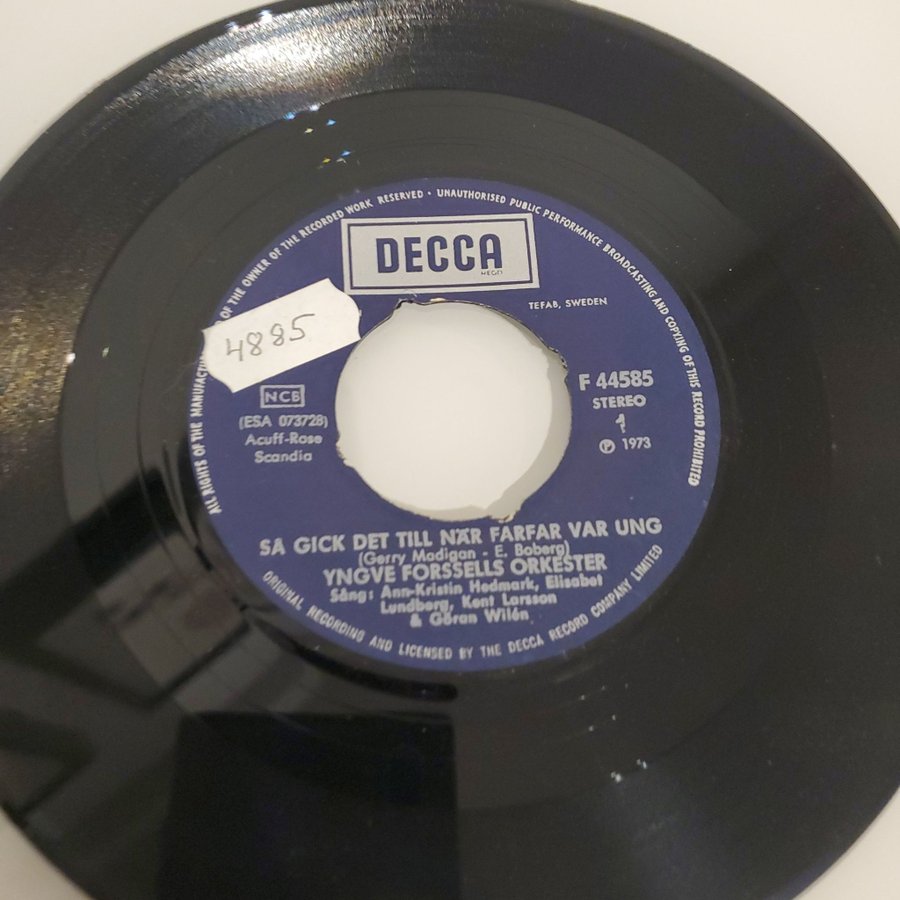 ALL RIGHTS OF THE MANUFACTURER OF THE OWNER OF THE RECORDED WORK RESERVED · UNAUTHORISED PUBLIC PERFORMANCE BROADCASTING AND COPYING OF THIS RECORD PROHIBITED
DECCA
REGD
TEFAB, SWEDEN
4885
NCB
(ESA 073728)
Acuff-Rose
Scandia
F 44585
STEREO
1
℗ 1973
SA GICK DET TILL NÄR FARFAR VAR UNG
(Gerry Madigan - E. Boberg)
YNGVE FORSSELLS ORKESTER
Sång: Ann-Kristin Hedmark, Elisabet
Lundberg, Kent Larsson
& Göran Wilén
ORIGINAL RECORDING AND LICENSED BY THE DECCA RECORD COMPANY LIMITED